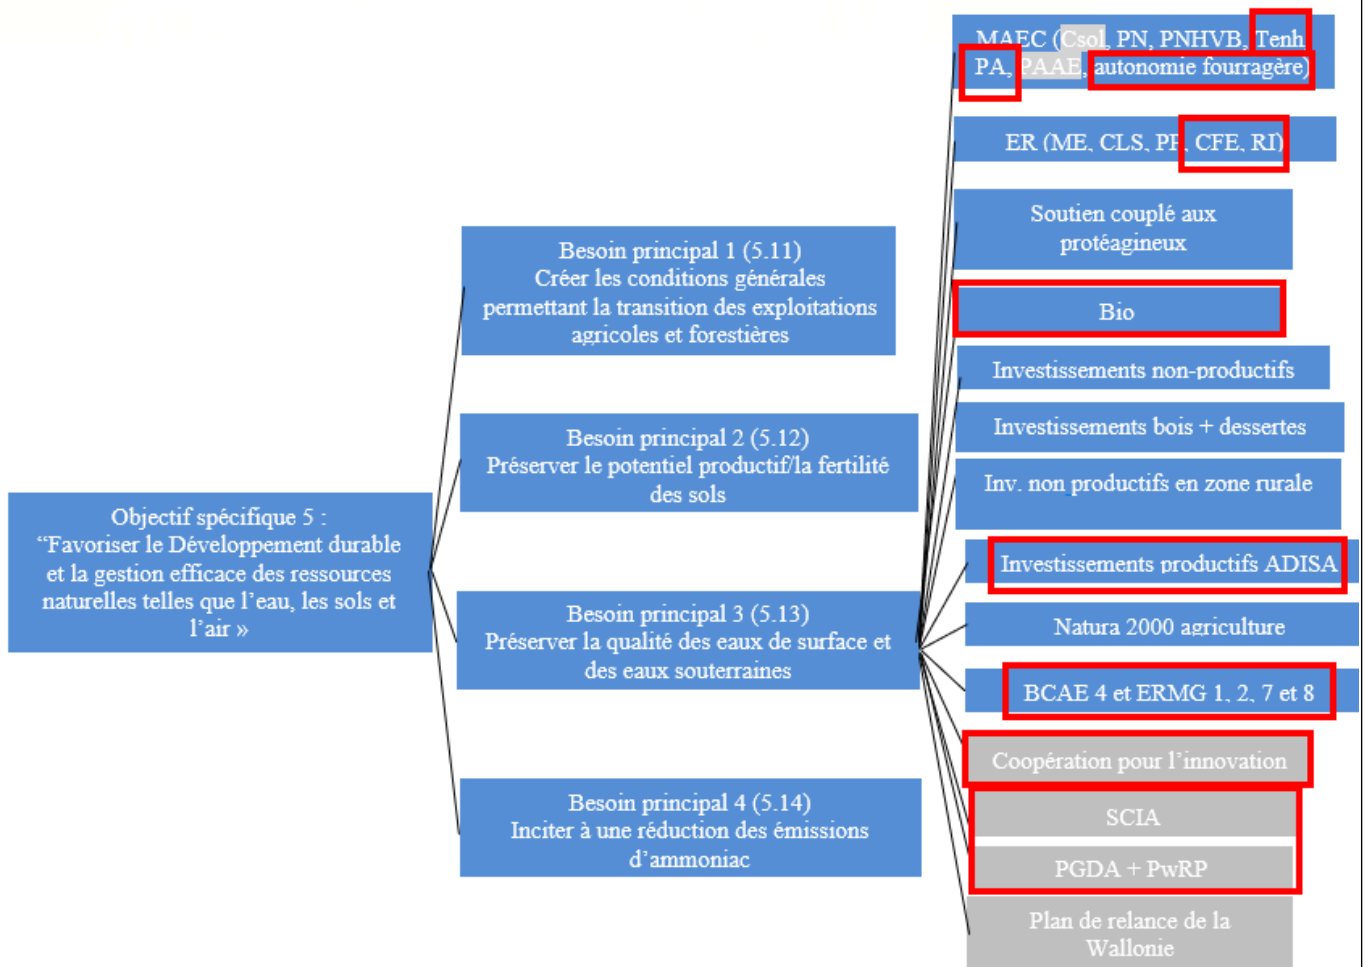 MAEC (Csol, PN, PNHVB, Tenh
PA, PAAE, autonomie fourragère)
ER (ME, CLS, PP, CFE, RI)
Soutien couplé aux
protéagineux
Bio
Investissements non-productifs
Investissements bois + dessertes
Inv. non productifs en zone rurale
Investissements productifs ADISA
Natura 2000 agriculture
BCAE 4 et ERMG 1, 2, 7 et 8
Coopération pour l’innovation
SCIA
PGDA + PwRP
Plan de relance de la
Wallonie
Besoin principal 1 (5.11)
Créer les conditions générales
permettant la transition des exploitations
agricoles et forestières
Besoin principal 2 (5.12)
Préserver le potentiel productif/la fertilité
des sols
Besoin principal 3 (5.13)
Préserver la qualité des eaux de surface et
des eaux souterraines
Besoin principal 4 (5.14)
Inciter à une réduction des émissions
d’ammoniac
Objectif spécifique 5 :
“Favoriser le Développement durable
et la gestion efficace des ressources
naturelles telles que l’eau, les sols et
l’air »